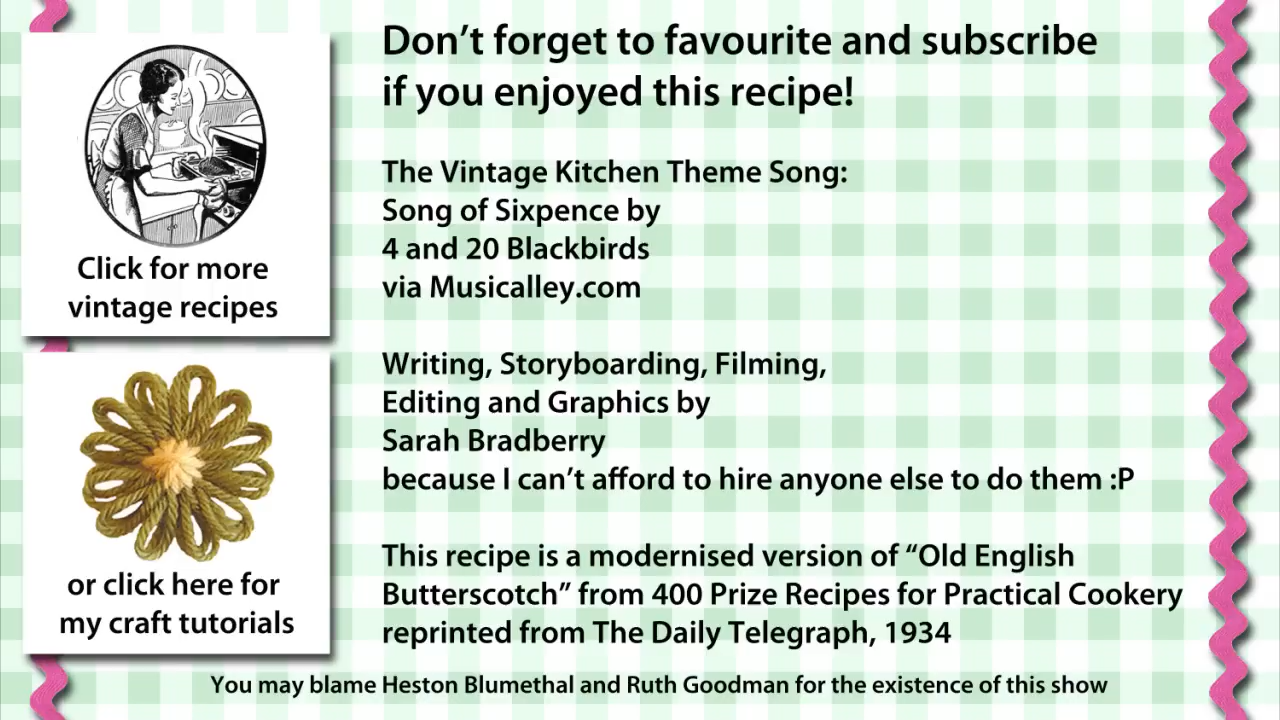 Don't forget to favourite and subscribe
if you enjoyed this recipe!
The Vintage Kitchen Theme Song:
Song of Sixpence by
4 and 20 Blackbirds
via Musicalley.com
Writing, Storyboarding, Filming,
Editing and Graphics by
Sarah Bradberry
because I can't afford to hire anyone else to do them :P
This recipe is a modernised version of “Old English
Butterscotch” from 400 Prize Recipes for Practical Cookery
reprinted from The Daily Telegraph, 1934
Click for more
vintage recipes
or click here for
my craft tutorials
You may blame Heston Blumethal and Ruth Goodman for the existence of this show